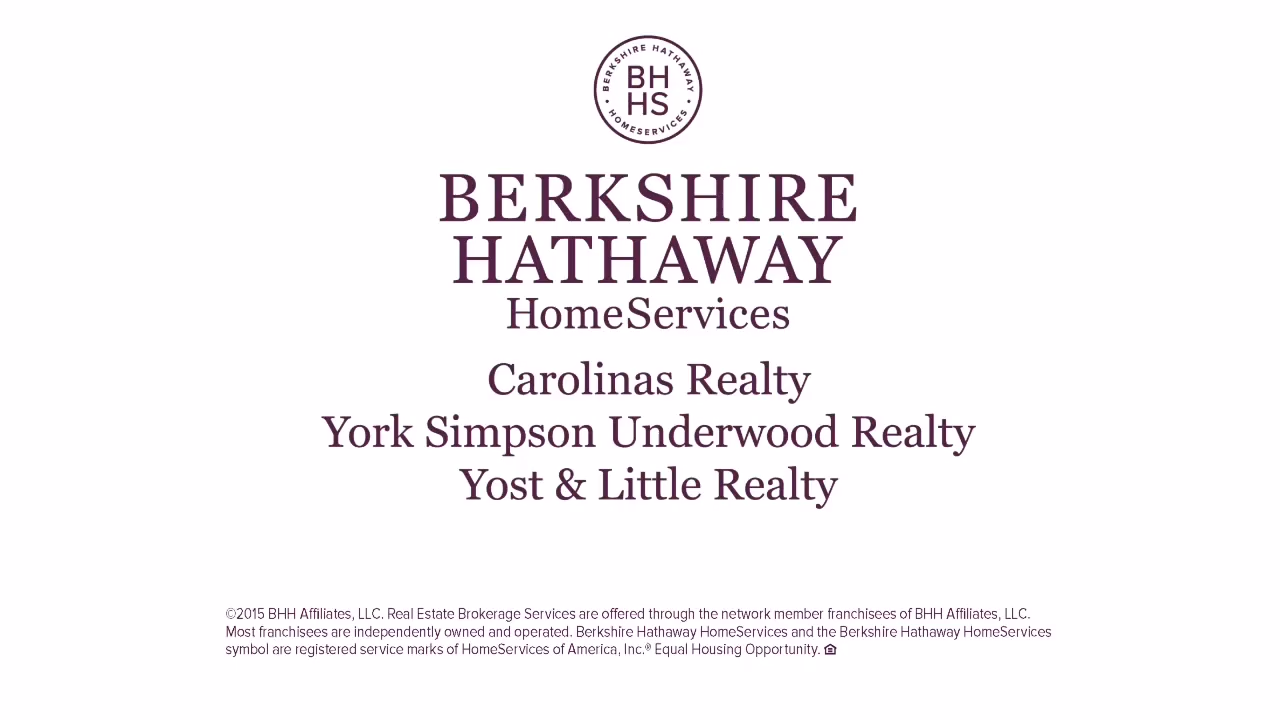 BERKSHIRE HATHAWAY
BH
HS
HOMESERVICES
BERKSHIRE
HATHAWAY
HomeServices
Carolinas Realty
York Simpson Underwood Realty
Yost & Little Realty
©2015 BHH Affiliates, LLC. Real Estate Brokerage Services are offered through the network member franchisees of BHH Affiliates, LLC.
Most franchisees are independently owned and operated. Berkshire Hathaway HomeServices and the Berkshire Hathaway HomeServices
symbol are registered service marks of HomeServices of America, Inc.® Equal Housing Opportunity.